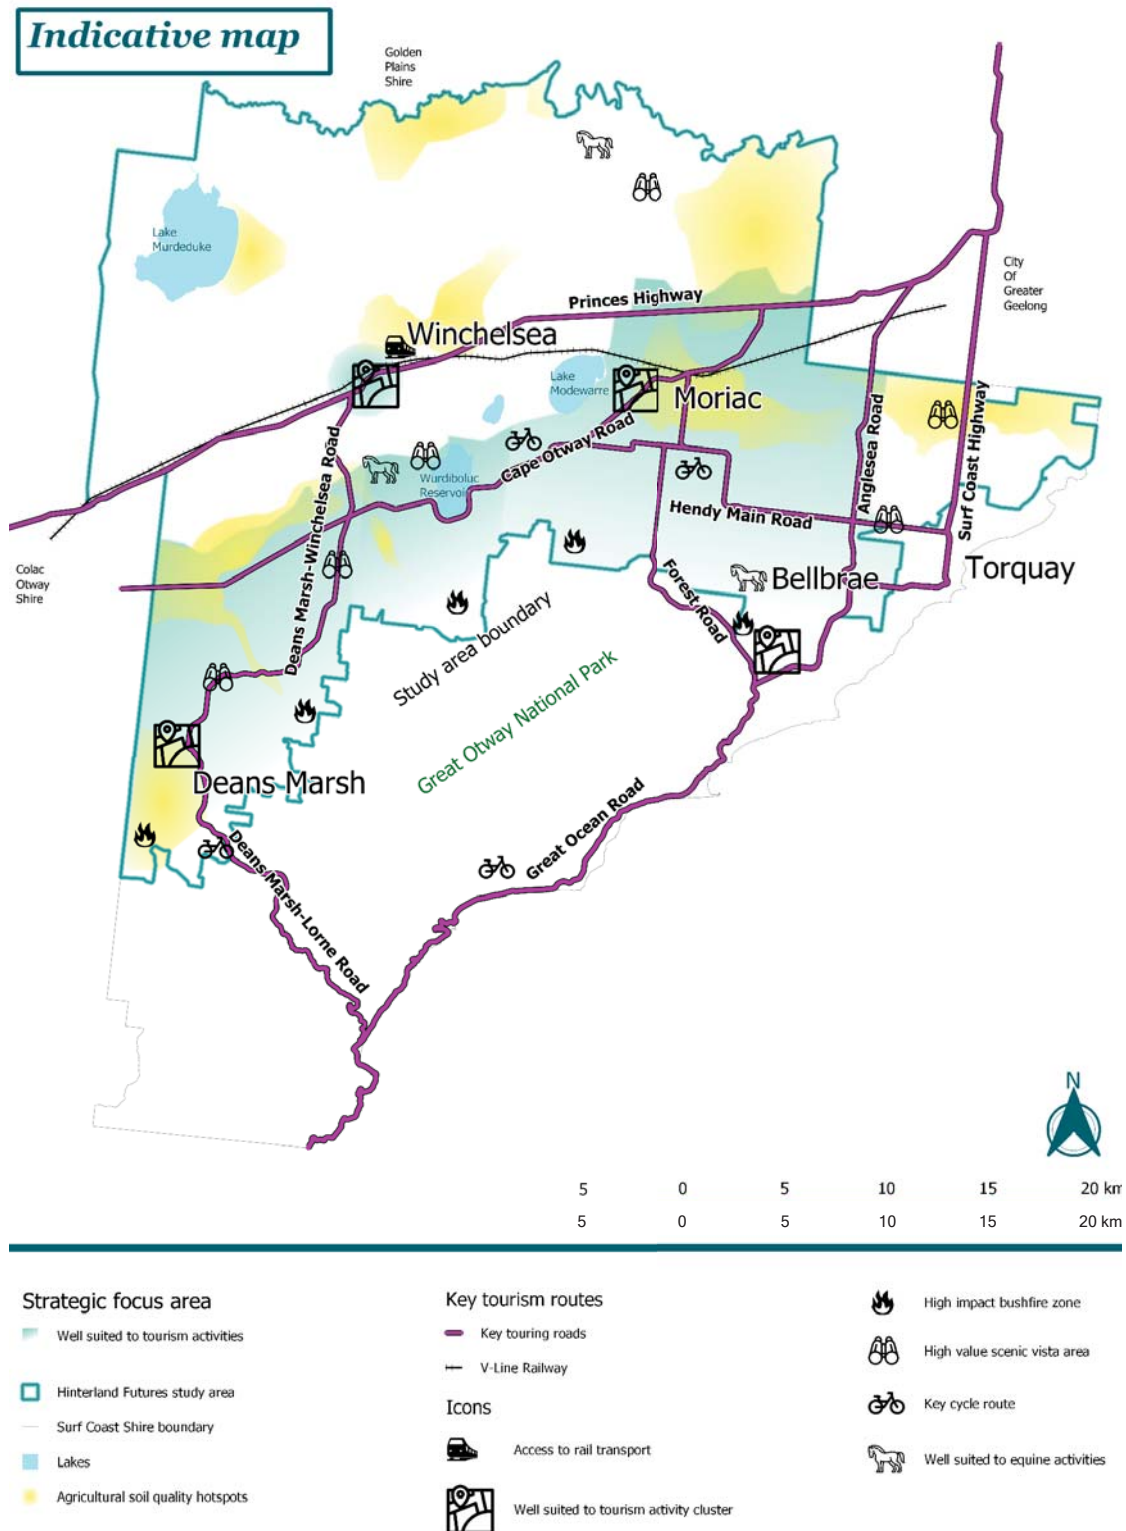 Indicative map
Golden
Plains
Shire
Lake
Murdeduke
City
Of
Greater
Geelong
Princes Highway
Winchelsea
Lake
Modewarre
Moriac
Anglesea Road
Surf Coast Highway
Cape Otway Road
Deans Marsh-Winchelsea Road
Wurdiboluc
Reservoir
Hendy Main Road
Colac
Otway
Shire
Forest Road
Bellbrae
Torquay
Study area boundary
Great Otway National Park
Deans Marsh
Great Ocean Road
Deans Marsh-Lorne Road
N
5 0 5 10 15 20 km
5 0 5 10 15 20 km
Strategic focus area
Well suited to tourism activities
Hinterland Futures study area
Surf Coast Shire boundary
Lakes
Agricultural soil quality hotspots
Key tourism routes
Key touring roads
V-Line Railway
Icons
Access to rail transport
Well suited to tourism activity cluster
High impact bushfire zone
High value scenic vista area
Key cycle route
Well suited to equine activities